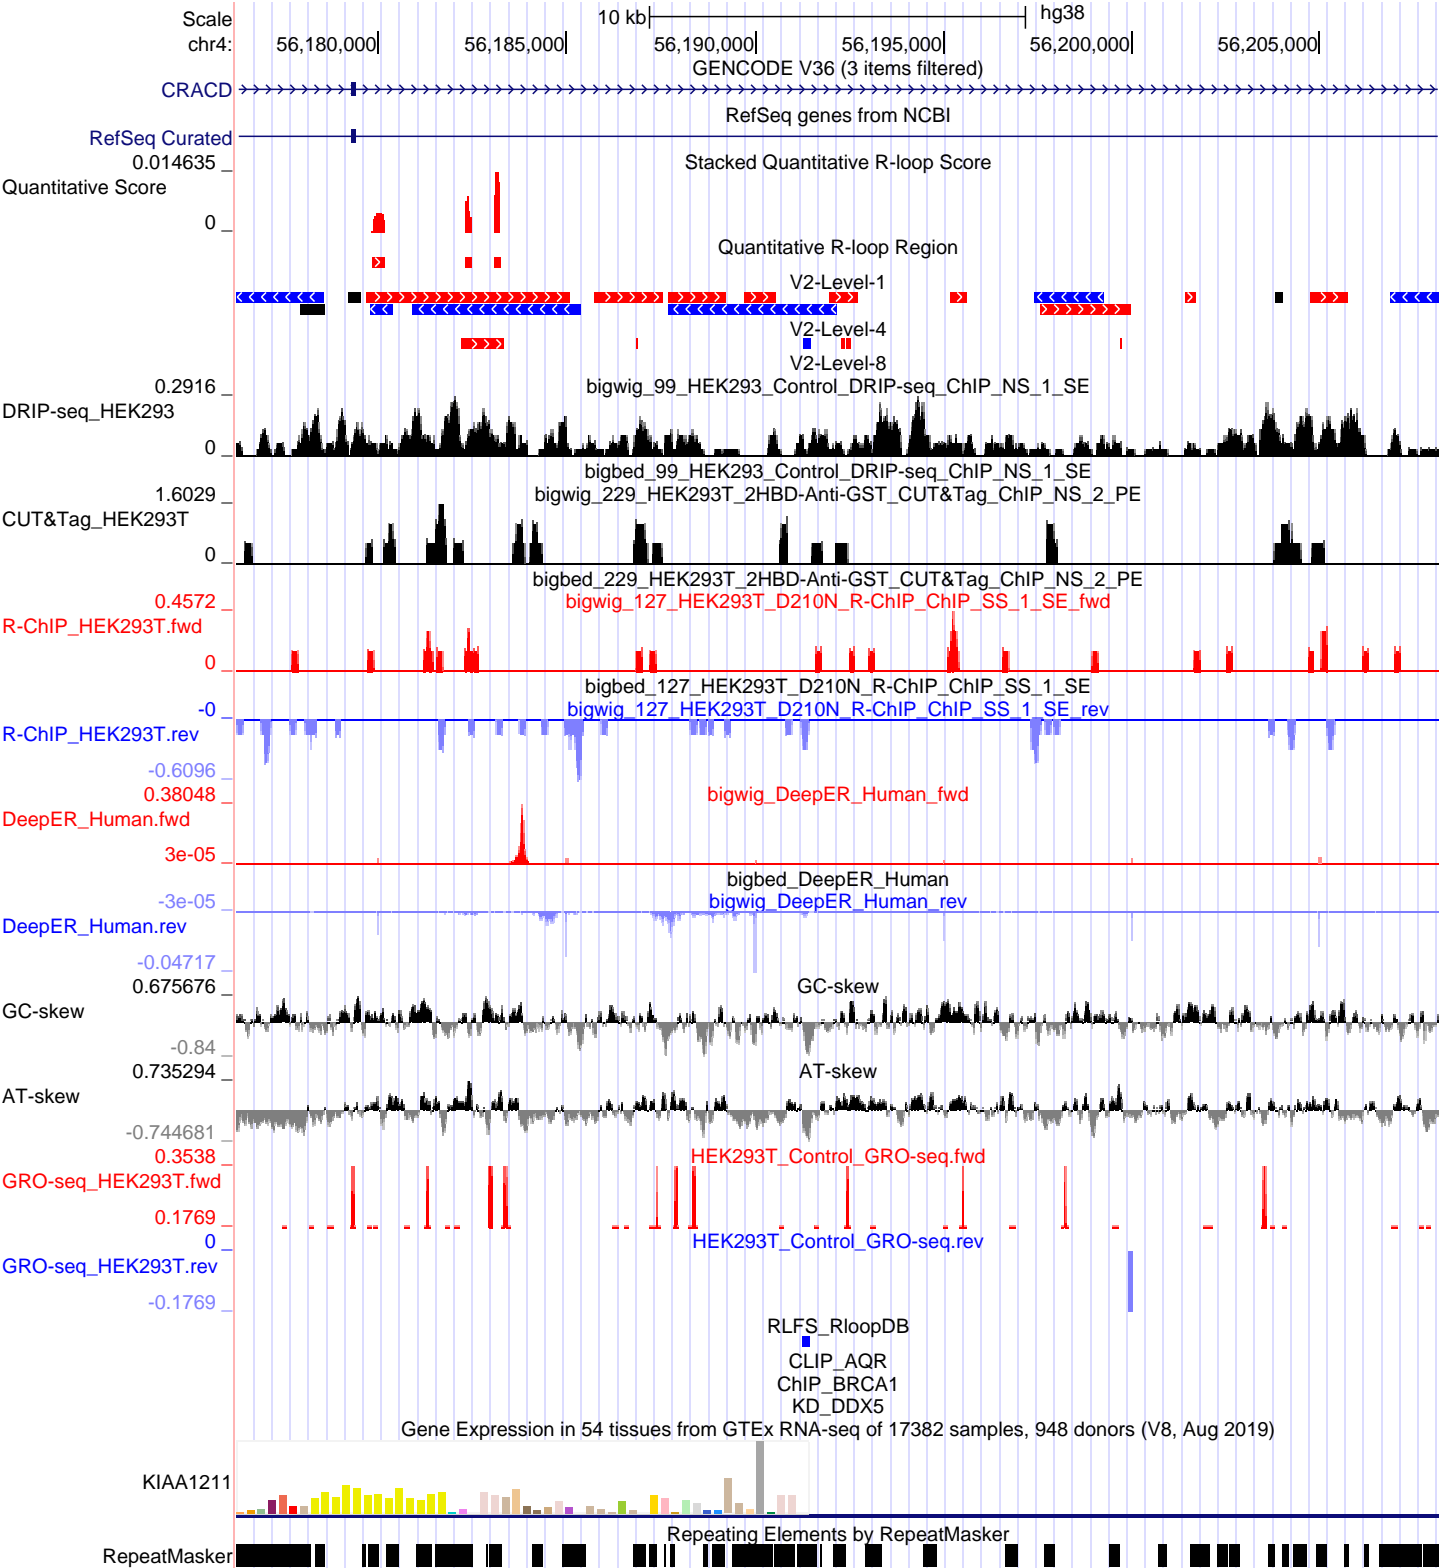 Scale 10 kb hg38
chr4: 56,180,000 56,185,000 56,190,000 56,195,000 56,200,000 56,205,000
GENCODE V36 (3 items filtered)
CRACD
RefSeq genes from NCBI
RefSeq Curated
0.014635 Stacked Quantitative R-loop Score
Quantitative Score
0
Quantitative R-loop Region
V2-Level-1
V2-Level-4
V2-Level-8
0.2916 bigwig_99_HEK293_Control_DRIP-seq_ChIP_NS_1_SE
DRIP-seq_HEK293
0
bigbed_99_HEK293_Control_DRIP-seq_ChIP_NS_1_SE
1.6029 bigwig_229_HEK293T_2HBD-Anti-GST_CUT&Tag_ChIP_NS_2_PE
CUT&Tag_HEK293T
0
bigbed_229_HEK293T_2HBD-Anti-GST_CUT&Tag_ChIP_NS_2_PE
0.4572 bigwig_127_HEK293T_D210N_R-ChIP_ChIP_SS_1_SE_fwd
R-ChIP_HEK293T.fwd
0
bigbed_127_HEK293T_D210N_R-ChIP_ChIP_SS_1_SE
-0 bigwig_127_HEK293T_D210N_R-ChIP_ChIP_SS_1_SE_rev
R-ChIP_HEK293T.rev
-0.6096
0.38048 bigwig_DeepER_Human_fwd
DeepER_Human.fwd
3e-05
bigbed_DeepER_Human
-3e-05 bigwig_DeepER_Human_rev
DeepER_Human.rev
-0.04717
0.675676 GC-skew
GC-skew
-0.84
0.735294 AT-skew
AT-skew
-0.744681
0.3538 HEK293T_Control_GRO-seq.fwd
GRO-seq_HEK293T.fwd
0.1769
0 HEK293T_Control_GRO-seq.rev
GRO-seq_HEK293T.rev
-0.1769
RLFS_RloopDB
CLIP_AQR
ChIP_BRCA1
KD_DDX5
Gene Expression in 54 tissues from GTEx RNA-seq of 17382 samples, 948 donors (V8, Aug 2019)
KIAA1211
Repeating Elements by RepeatMasker
RepeatMasker